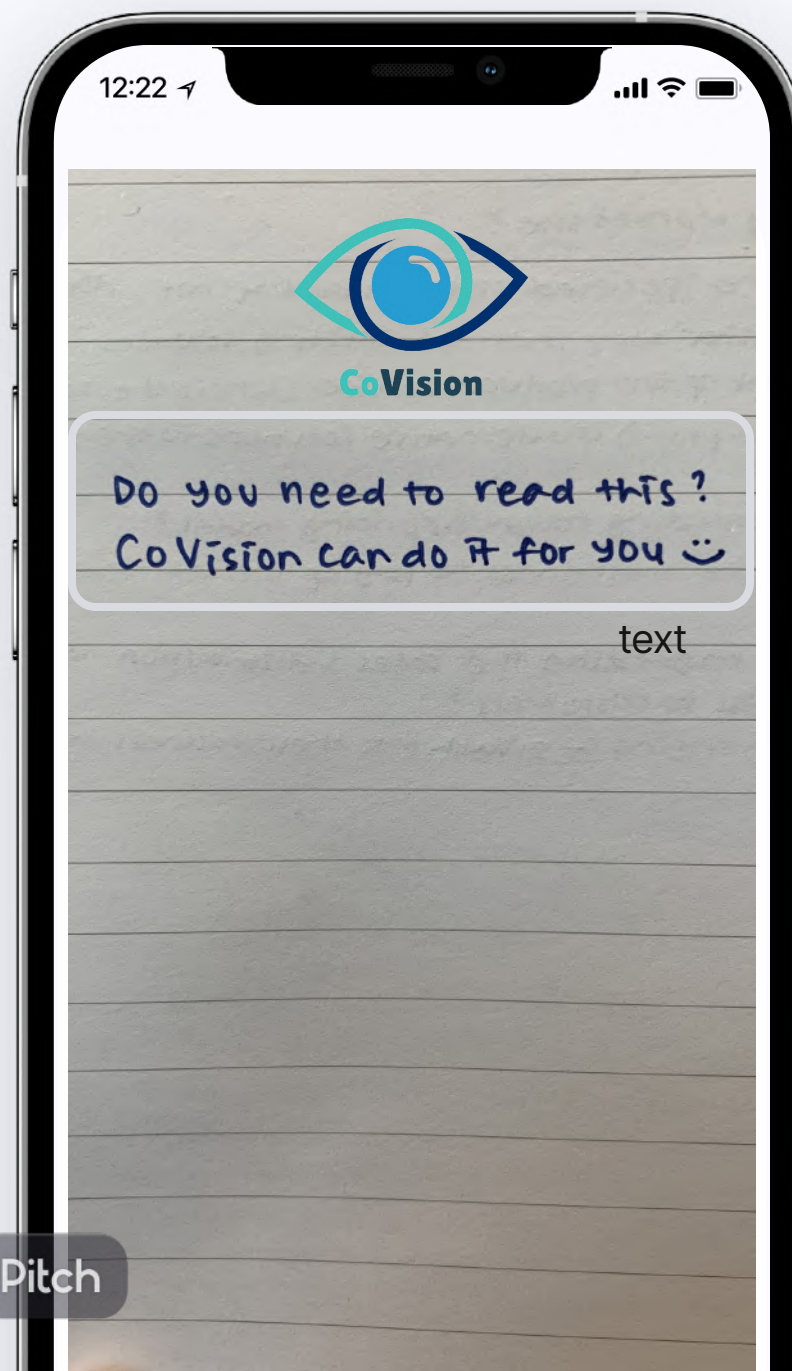 12:22
CoVision
Do you need to read this?
CoVision can do it for you :)
text
Pitch